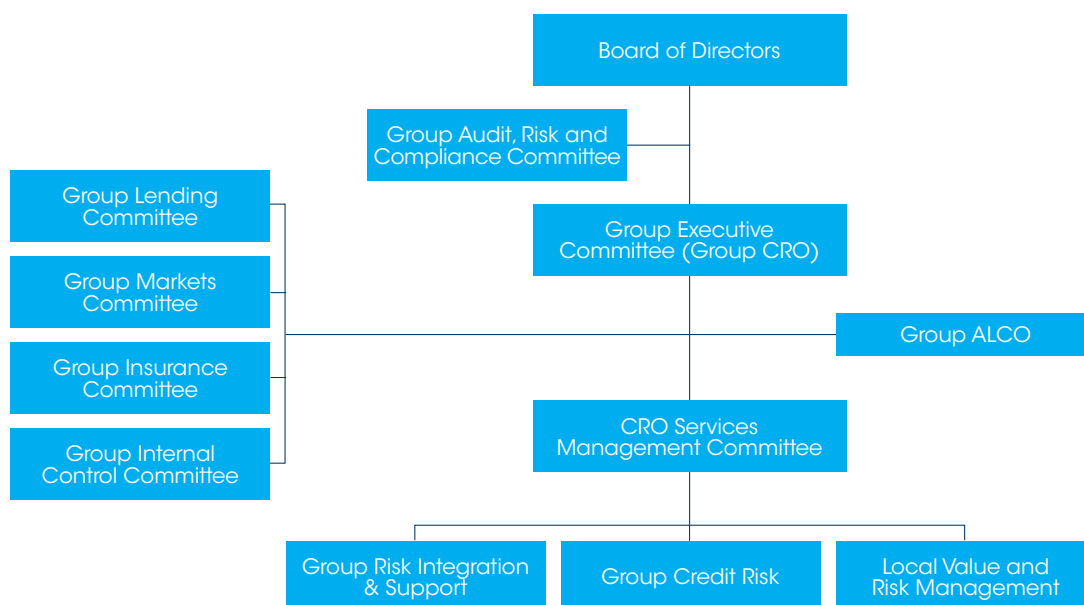 Board of Directors
Group Audit, Risk and
Compliance Committee
Group Lending
Committee
Group Executive
Committee (Group CRO)
Group Markets
Committee
Group ALCO
Group Insurance
Committee
CRO Services
Management Committee
Group Internal
Control Committee
Group Risk Integration
& Support
Group Credit Risk
Local Value and
Risk Management